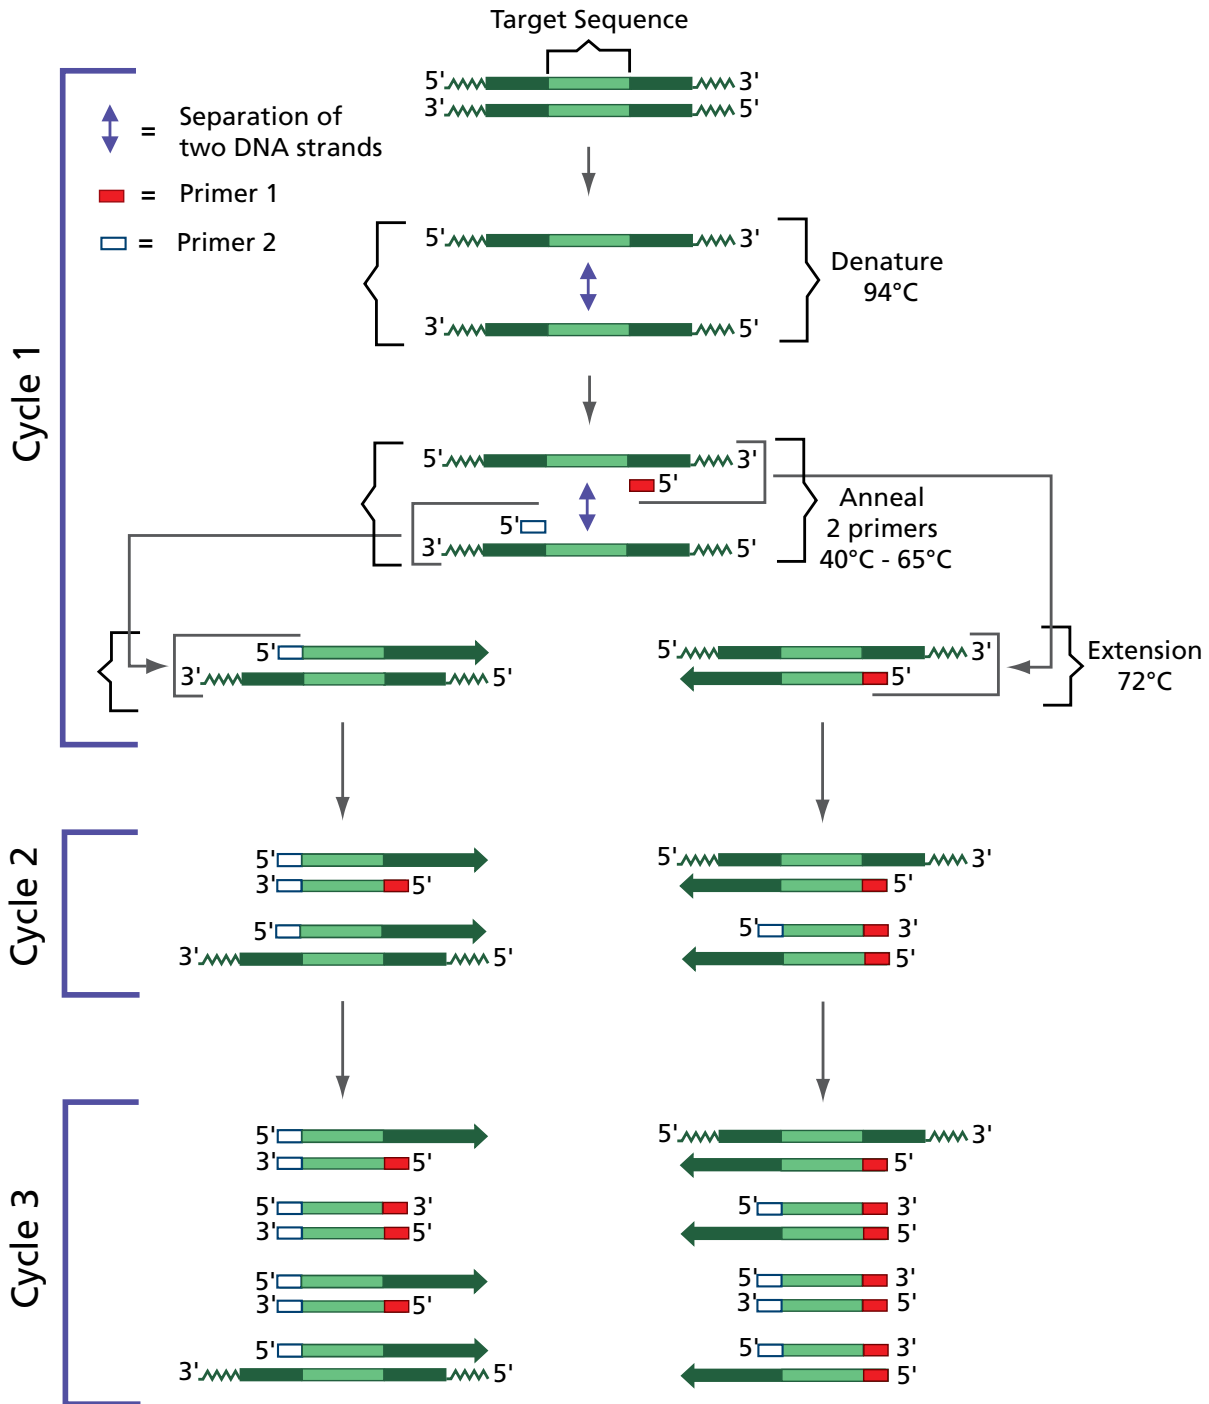 Target Sequence
5' 3'
3' 5'
= Separation of
two DNA strands
= Primer 1
= Primer 2
5' 3'
Denature
94°C
3' 5'
Cycle 1
5' 3'
5'
Anneal
2 primers
40°C - 65°C
5'
3' 5'
5'
3' 5'
5' 3'
5'
Extension
72°C
Cycle 2
5'
3' 5'
5'
3' 5'
5' 3'
5'
5' 3'
5'
Cycle 3
5'
3' 5'
5' 3'
3' 5'
5'
3' 5'
5'
3' 5'
5' 3'
5'
5' 3'
5'
5' 3'
3' 5'
5' 3'
5'